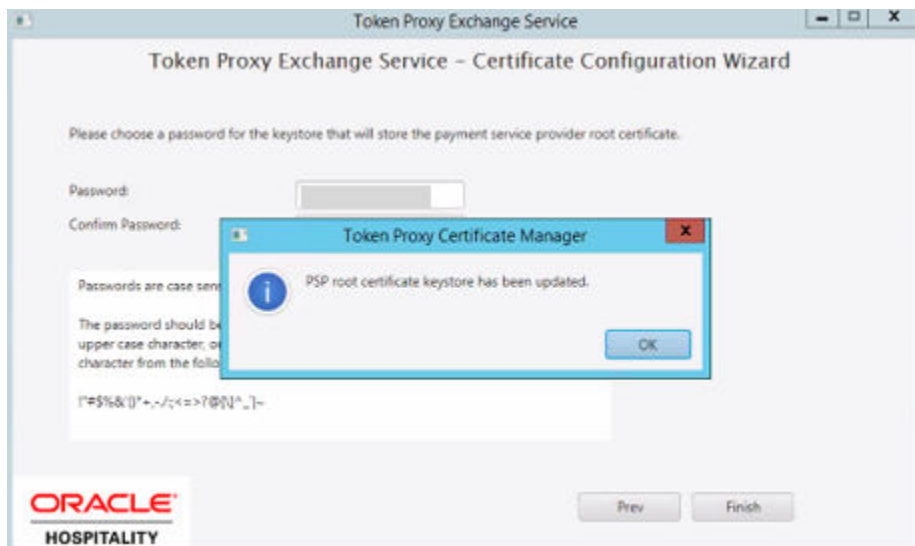 Token Proxy Exchange Service
Token Proxy Exchange Service – Certificate Configuration Wizard
Please choose a password for the keystore that will store the payment service provider root certificate.
Password:
Confirm Password:
Token Proxy Certificate Manager
PSP root certificate keystore has been updated.
OK
Passwords are case sens
The password should be
upper case character, o
character from the follo
ORACLE
HOSPITALITY
Prev
Finish